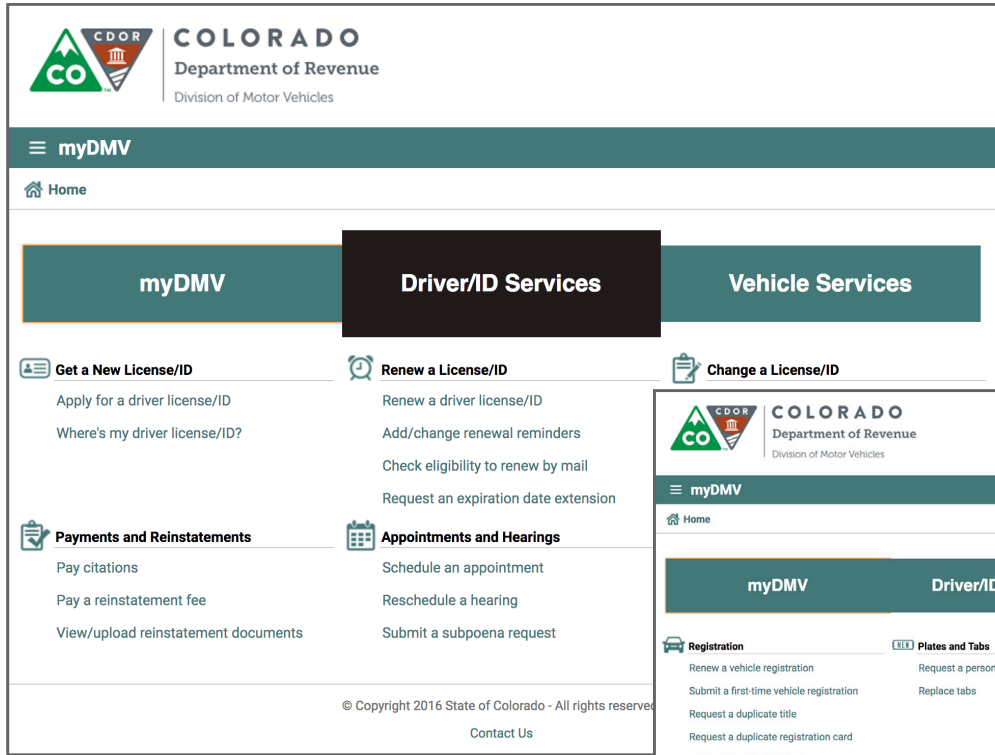 CDOR
CO
COLORADO
Department of Revenue
Division of Motor Vehicles
myDMV
Home
myDMV
Driver/ID Services
Vehicle Services
Get a New License/ID
Apply for a driver license/ID
Where's my driver license/ID?
Renew a License/ID
Renew a driver license/ID
Add/change renewal reminders
Check eligibility to renew by mail
Request an expiration date extension
Change a License/ID
Payments and Reinstatements
Pay citations
Pay a reinstatement fee
View/upload reinstatement documents
Appointments and Hearings
Schedule an appointment
Reschedule a hearing
Submit a subpoena request
© Copyright 2016 State of Colorado - All rights reserved
Contact Us
CDOR
CO
COLORADO
Department of Revenue
Division of Motor Vehicles
myDMV
Home
myDMV
Driver/ID
Registration
Renew a vehicle registration
Submit a first-time vehicle registration
Request a duplicate title
Request a duplicate registration card
NEW
Plates and Tabs
Request a person
Replace tabs